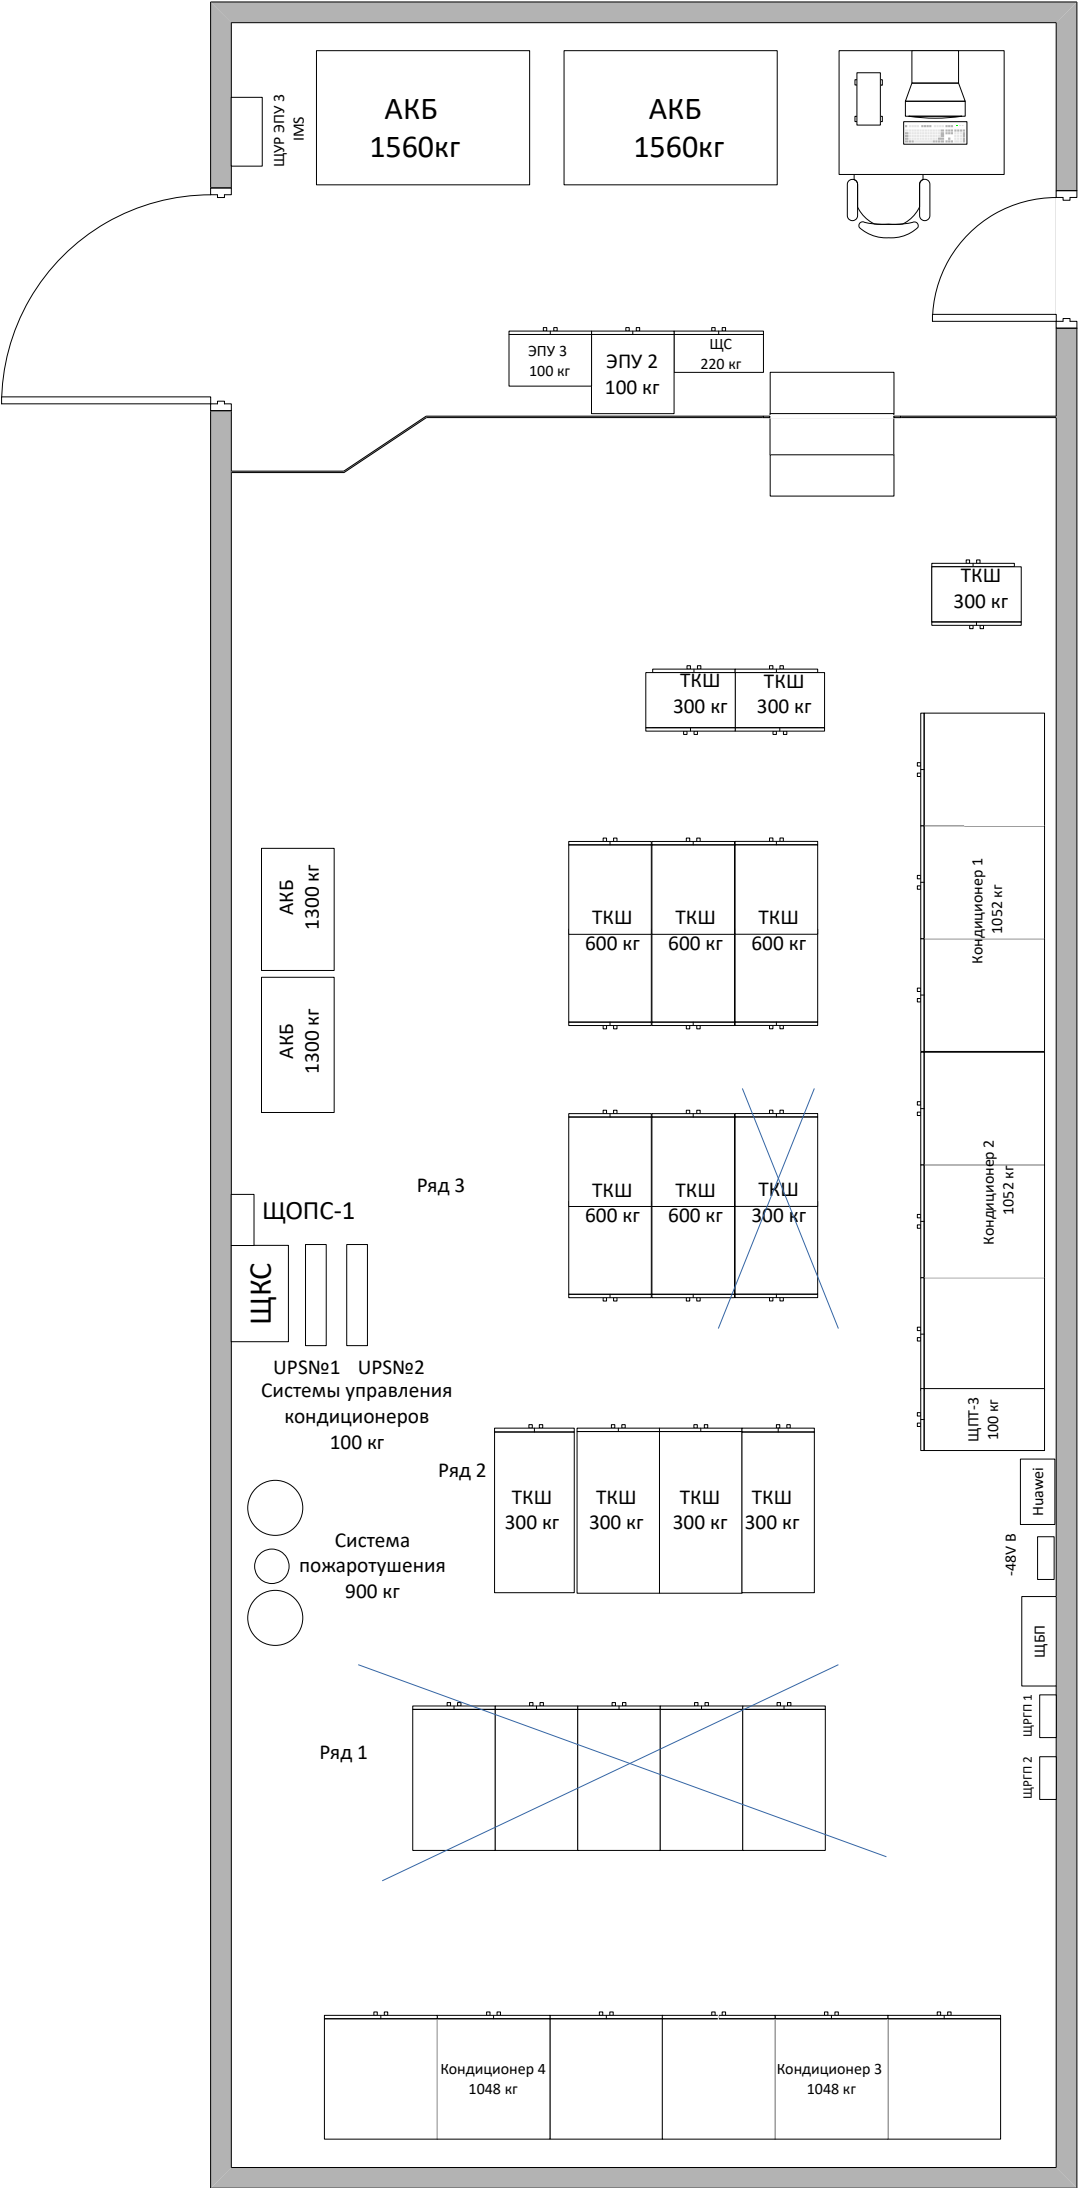 ЩУР ЭПУ 3
IMS
АКБ
1560кг
АКБ
1560кг
ЭПУ 3
100 кг
ЭПУ 2
100 кг
ЩС
220 кг
ТКШ
300 кг
ТКШ
300 кг
ТКШ
300 кг
АКБ
1300 кг
АКБ
1300 кг
ТКШ
600 кг
ТКШ
600 кг
ТКШ
600 кг
Кондиционер 1
1052 кг
Кондиционер 2
1052 кг
Ряд 3
ТКШ
600 кг
ТКШ
600 кг
ТКШ
300 кг
ЩОПС-1
ЩКС
UPS№1
UPS№2
Системы управления
кондиционеров
100 кг
ЩПТ-3
100 кг
Ряд 2
ТКШ
300 кг
ТКШ
300 кг
ТКШ
300 кг
ТКШ
300 кг
Huawei
-48V В
Система
пожаротушения
900 кг
ЩБП
ЩРГП 1
ЩРГП 2
Ряд 1
Кондиционер 4
1048 кг
Кондиционер 3
1048 кг